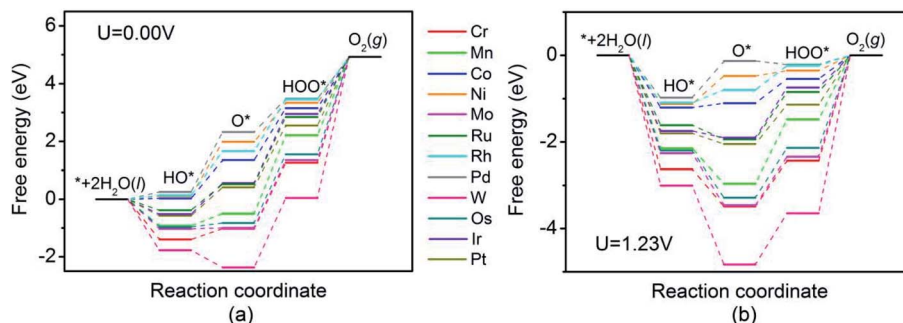 U=0.00V
O₂(g)
HOO*
O*
HO*
*+2H₂O(l)
Free energy (eV)
6
4
2
0
-2
Reaction coordinate
(a)
Cr
Mn
Co
Ni
Mo
Ru
Rh
Pd
W
Os
Ir
Pt
*+2H₂O(l)
HO*
O*
HOO*
O₂(g)
U=1.23V
Free energy (eV)
0
-2
-4
Reaction coordinate
(b)